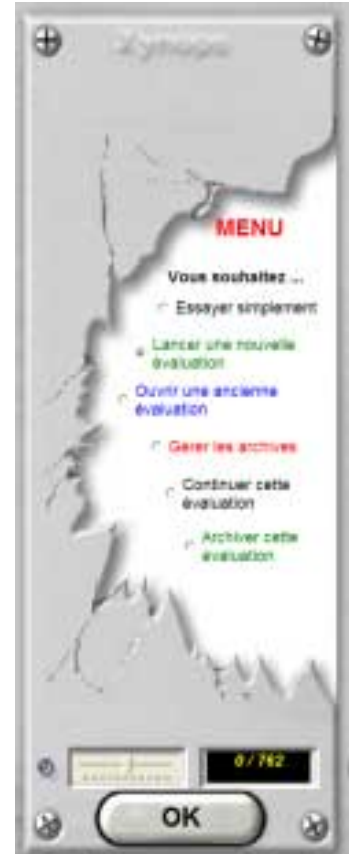 MENU
Vous souhaitez ...
Essayer simplement
Lancer une nouvelle
évaluation
Ouvrir une ancienne
évaluation
Gérer les archives
Continuer cette
évaluation
Archiver cette
évaluation
0 / 762
OK